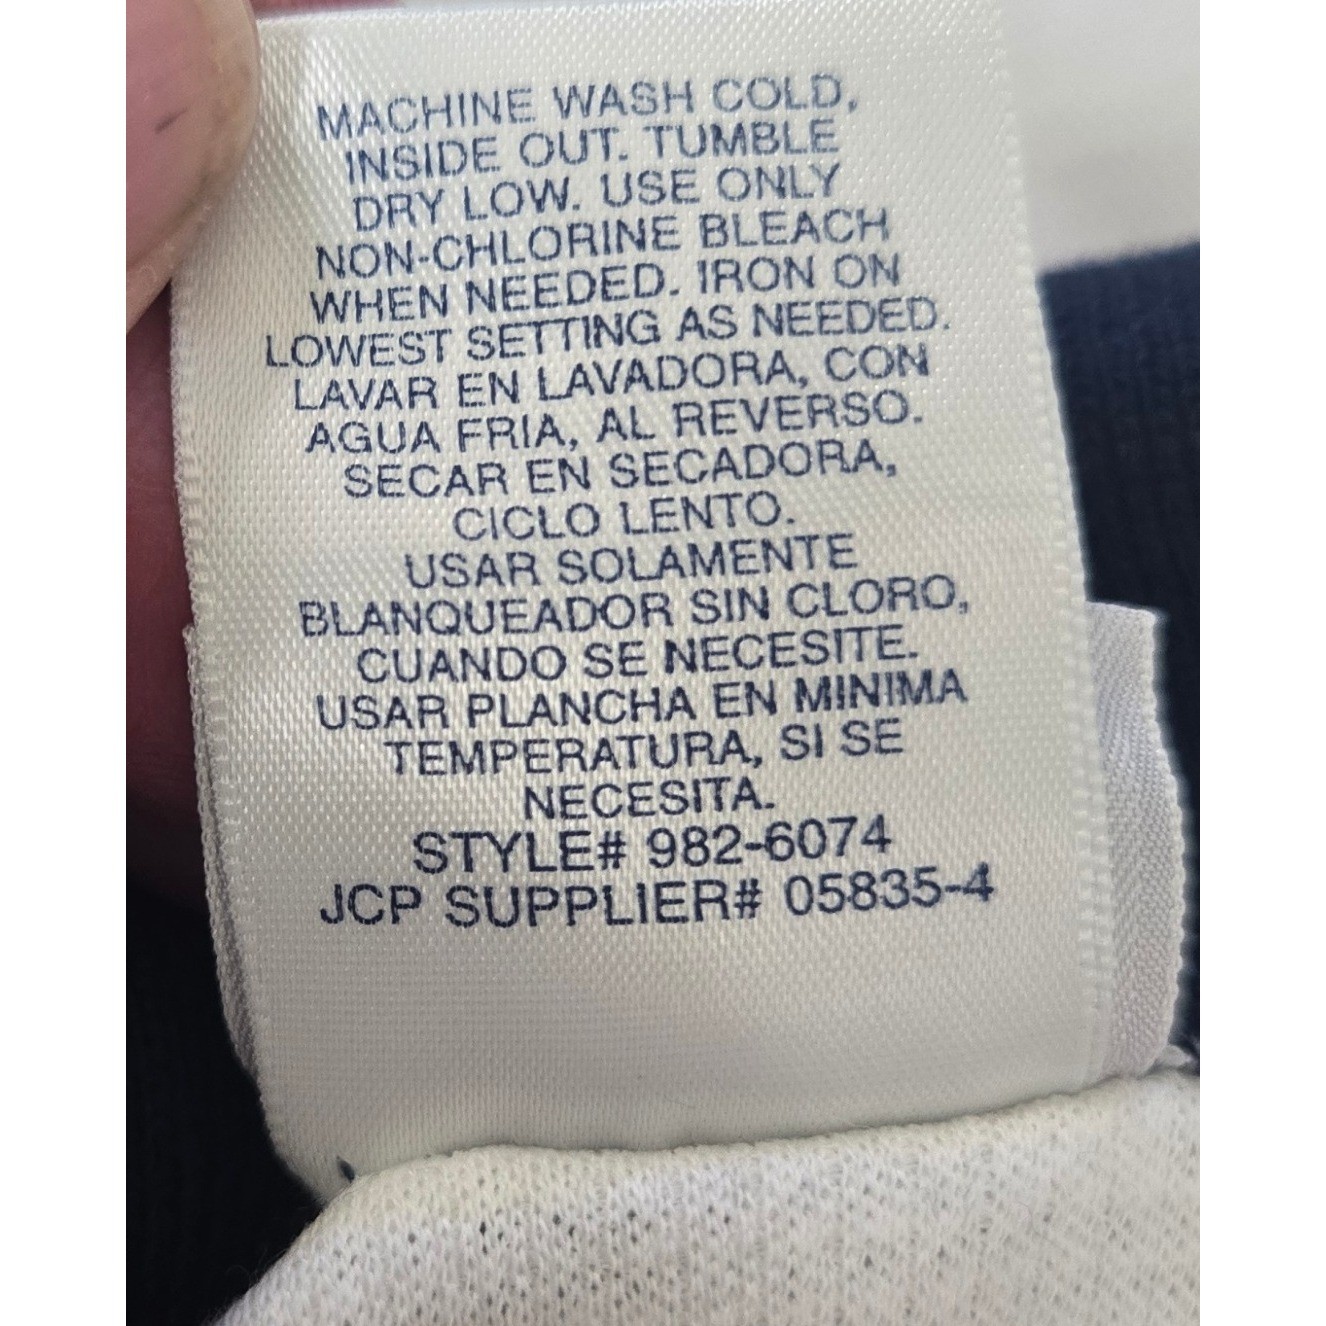 MACHINE WASH COLD,
INSIDE OUT. TUMBLE
DRY LOW. USE ONLY
NON-CHLORINE BLEACH
WHEN NEEDED. IRON ON
LOWEST SETTING AS NEEDED.
LAVAR EN LAVADORA, CON
AGUA FRIA, AL REVERSO.
SECAR EN SECADORA,
CICLO LENTO.
USAR SOLAMENTE
BLANQUEADOR SIN CLORO,
CUANDO SE NECESITE.
USAR PLANCHA EN MINIMA
TEMPERATURA, SI SE
NECESITA.
STYLE# 982-6074
JCP SUPPLIER# 05835-4